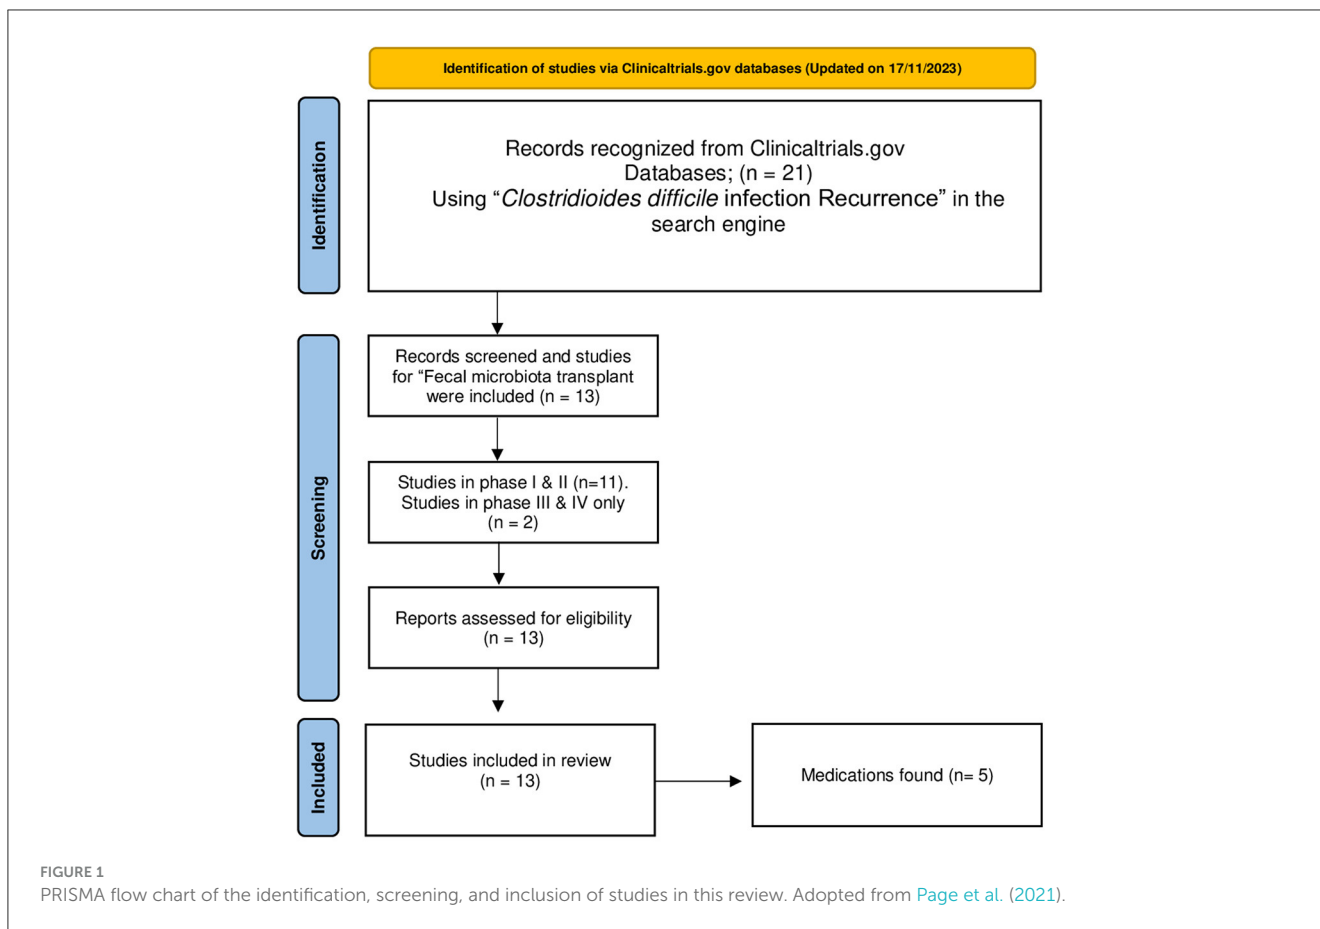 Identification of studies via Clinicaltrials.gov databases (Updated on 17/11/2023)
Identification
Records recognized from Clinicaltrials.gov
Databases; (n = 21)
Using “Clostridioides difficile infection Recurrence” in the
search engine
Screening
Records screened and studies
for “Fecal microbiota transplant
were included (n = 13)
Studies in phase I & II (n=11).
Studies in phase III & IV only
(n = 2)
Reports assessed for eligibility
(n = 13)
Included
Studies included in review
(n = 13)
Medications found (n= 5)
FIGURE 1
PRISMA flow chart of the identification, screening, and inclusion of studies in this review. Adopted from Page et al. (2021).